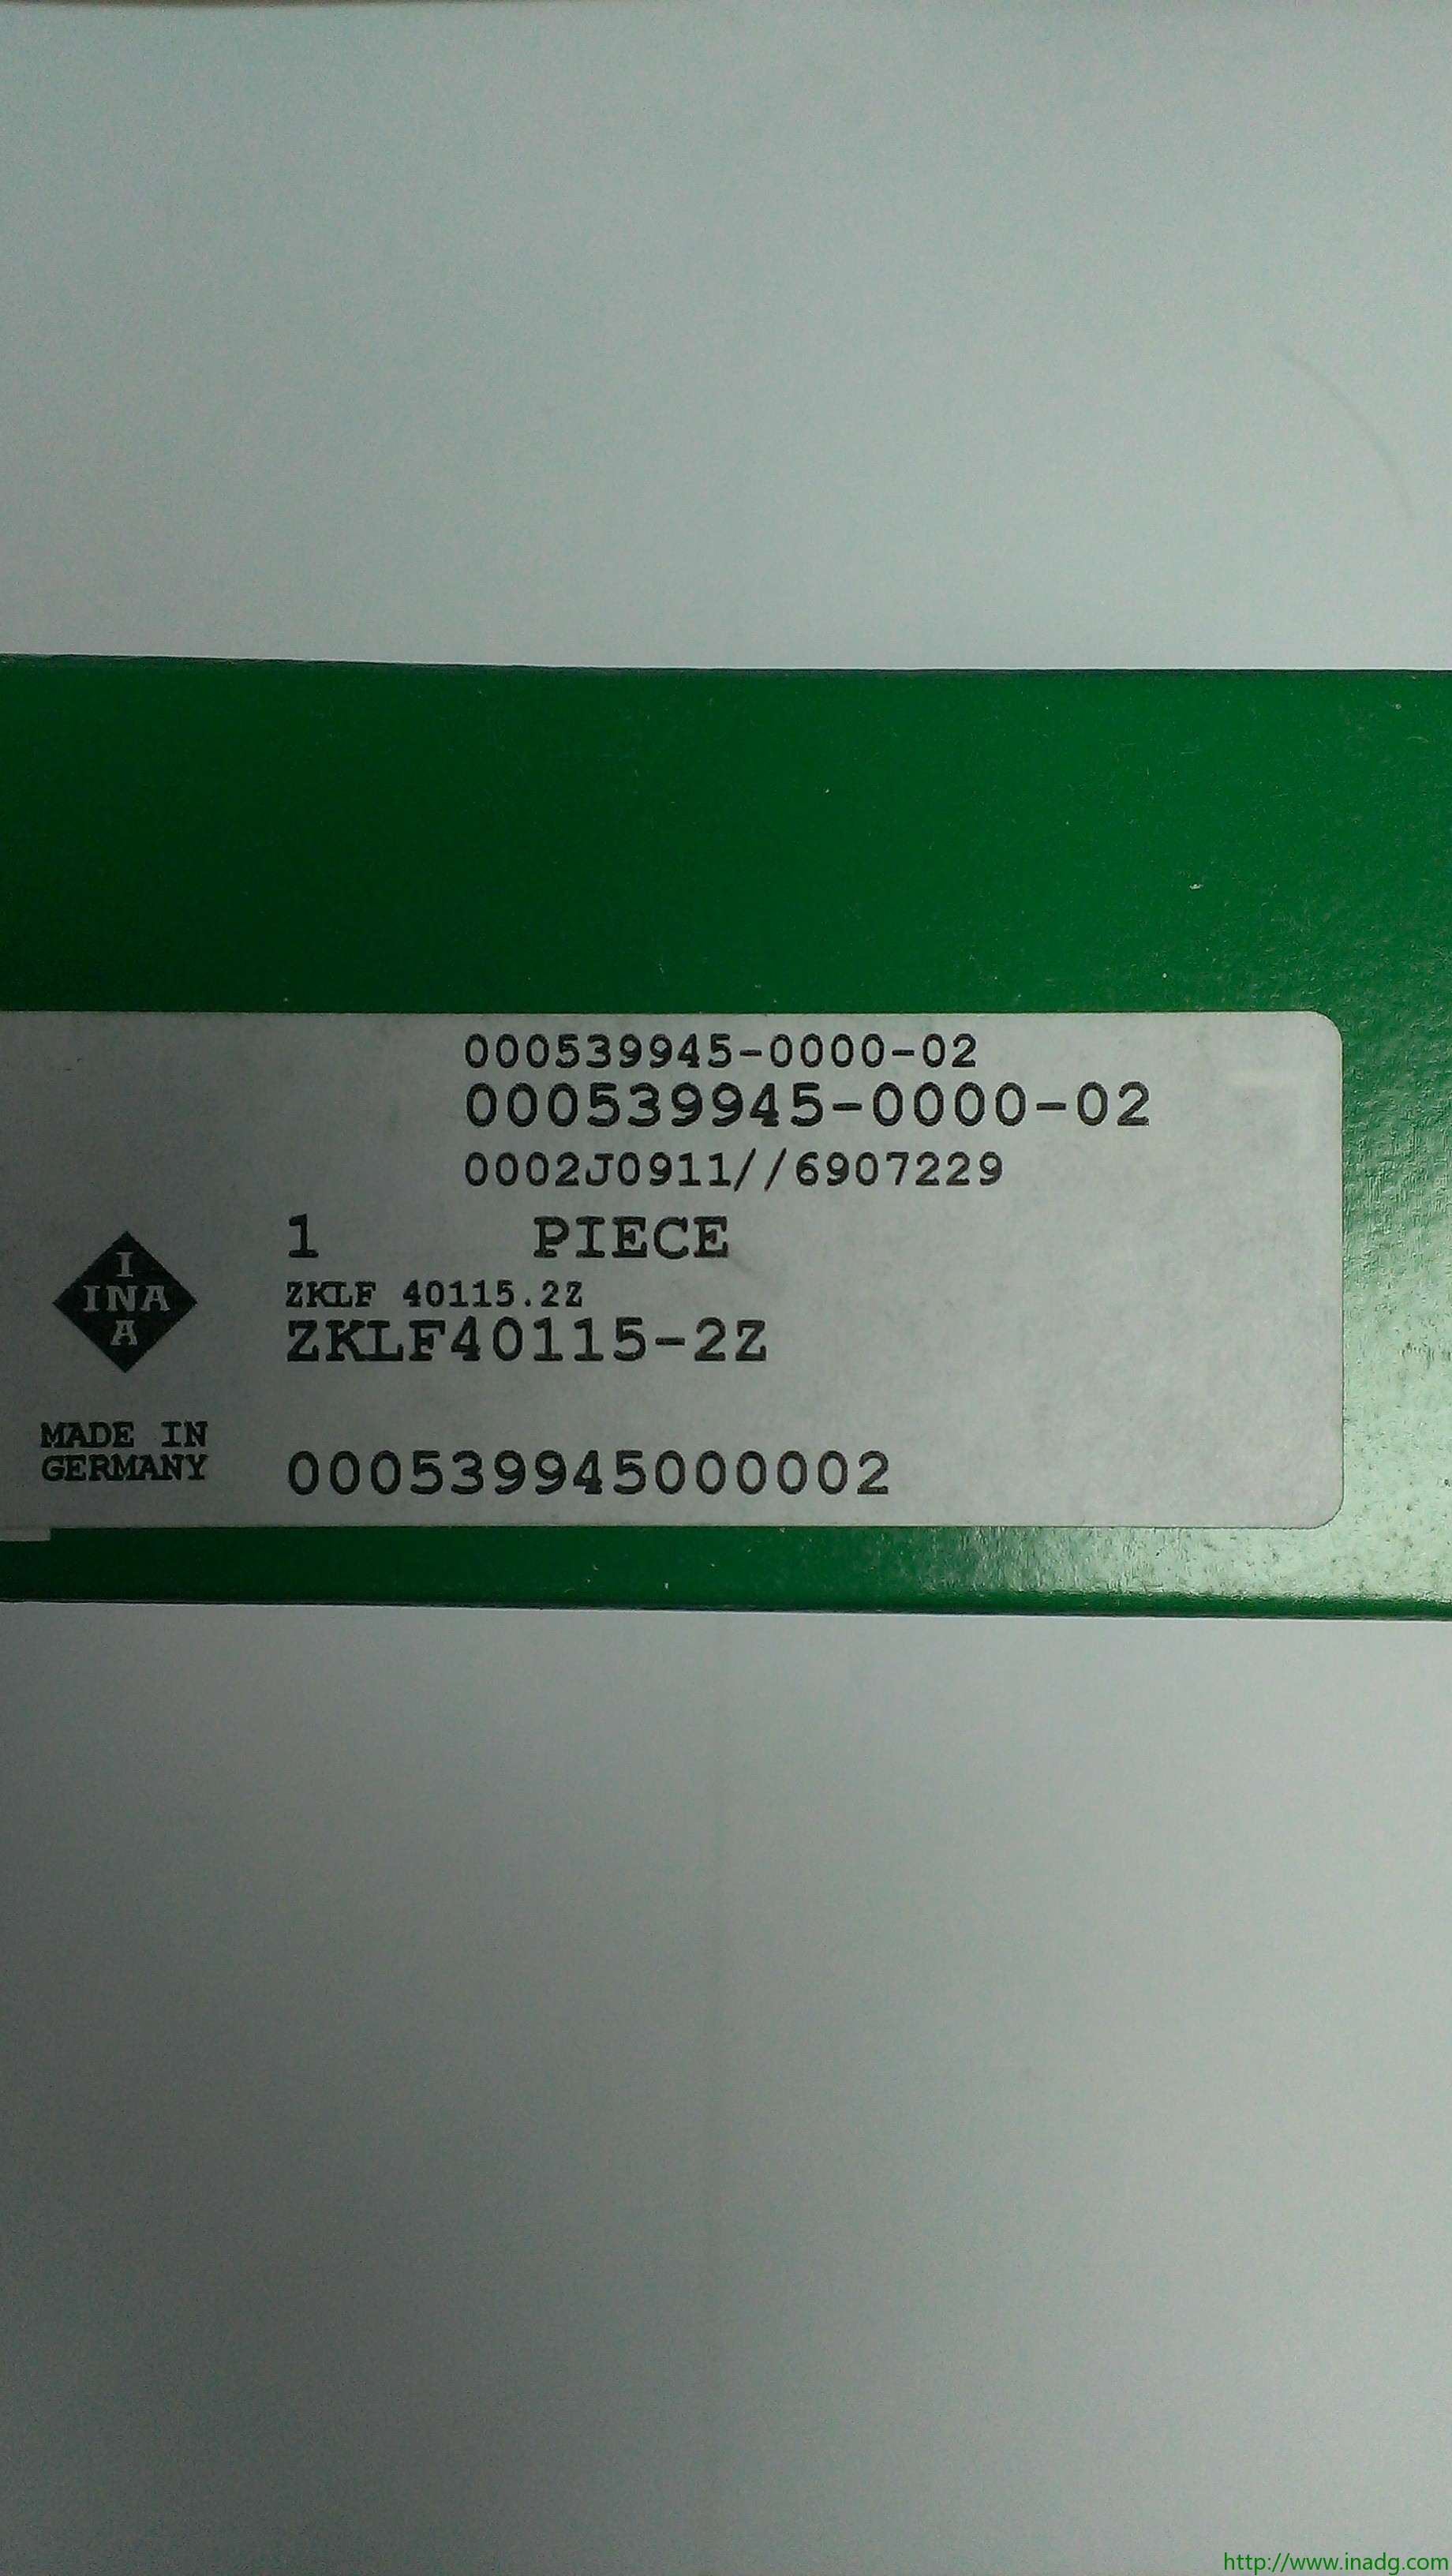 000539945-0000-02
000539945-0000-02
0002J0911//6907229
1 PIECE
I
INA
A
ZKLF 40115.2Z
ZKLF40115-2Z
MADE IN
GERMANY
000539945000002
http://www.inadg.com